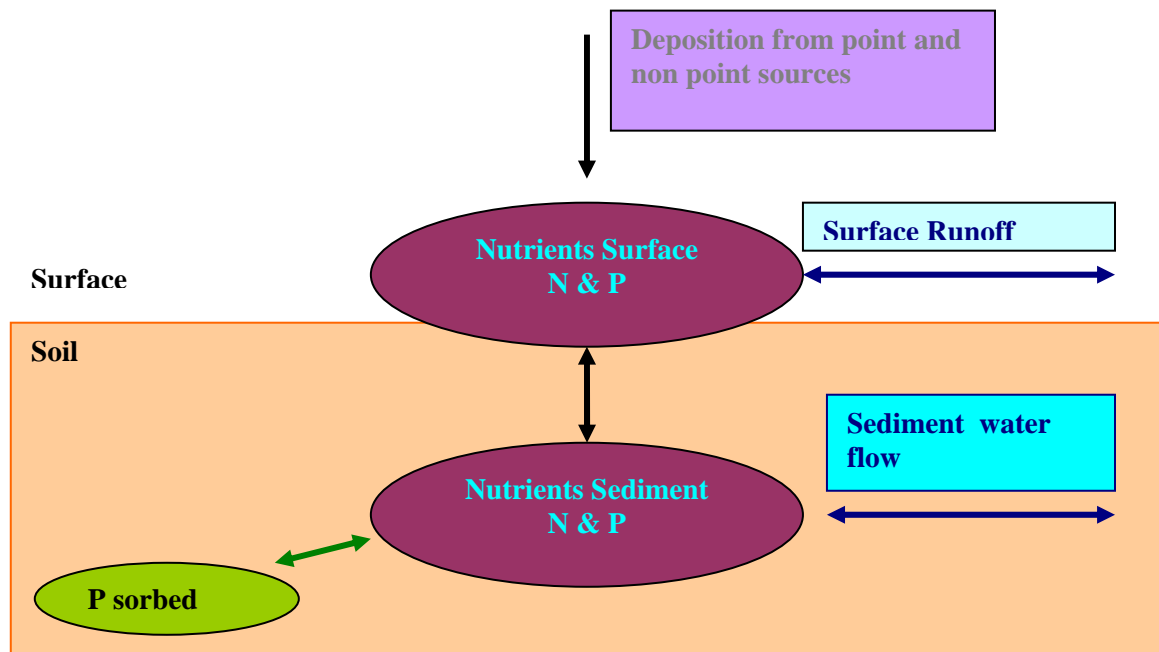 Deposition from point and
non point sources
Surface Runoff
Nutrients Surface
N & P
Surface
Soil
Sediment water
flow
Nutrients Sediment
N & P
P sorbed